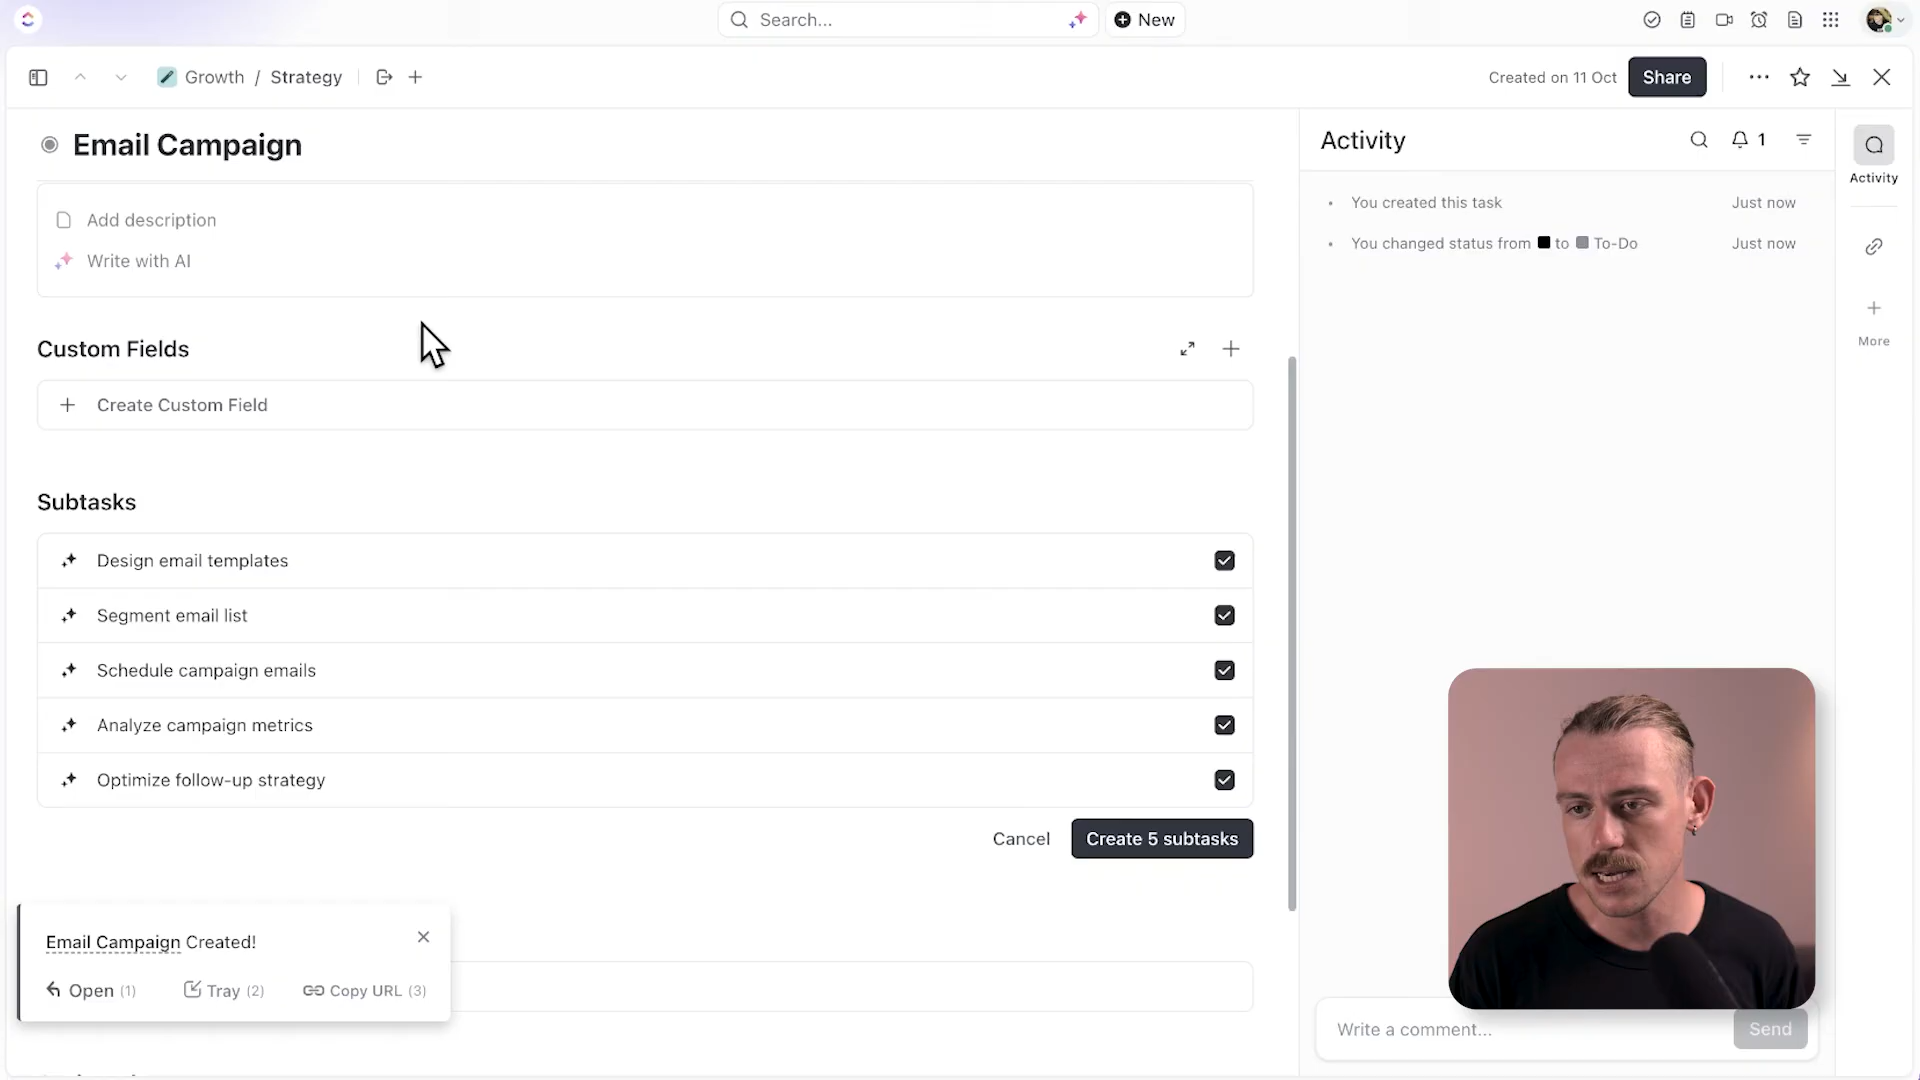 Search...
New
Growth / Strategy
Created on 11 Oct
Share
Email Campaign
Add description
Write with AI
Custom Fields
Create Custom Field
Subtasks
Design email templates
Segment email list
Schedule campaign emails
Analyze campaign metrics
Optimize follow-up strategy
Cancel
Create 5 subtasks
Email Campaign Created!
Open (1)
Tray (2)
Copy URL (3)
Activity
1
You created this task
Just now
You changed status from to To-Do
Just now
Write a comment...
Send
Activity
More